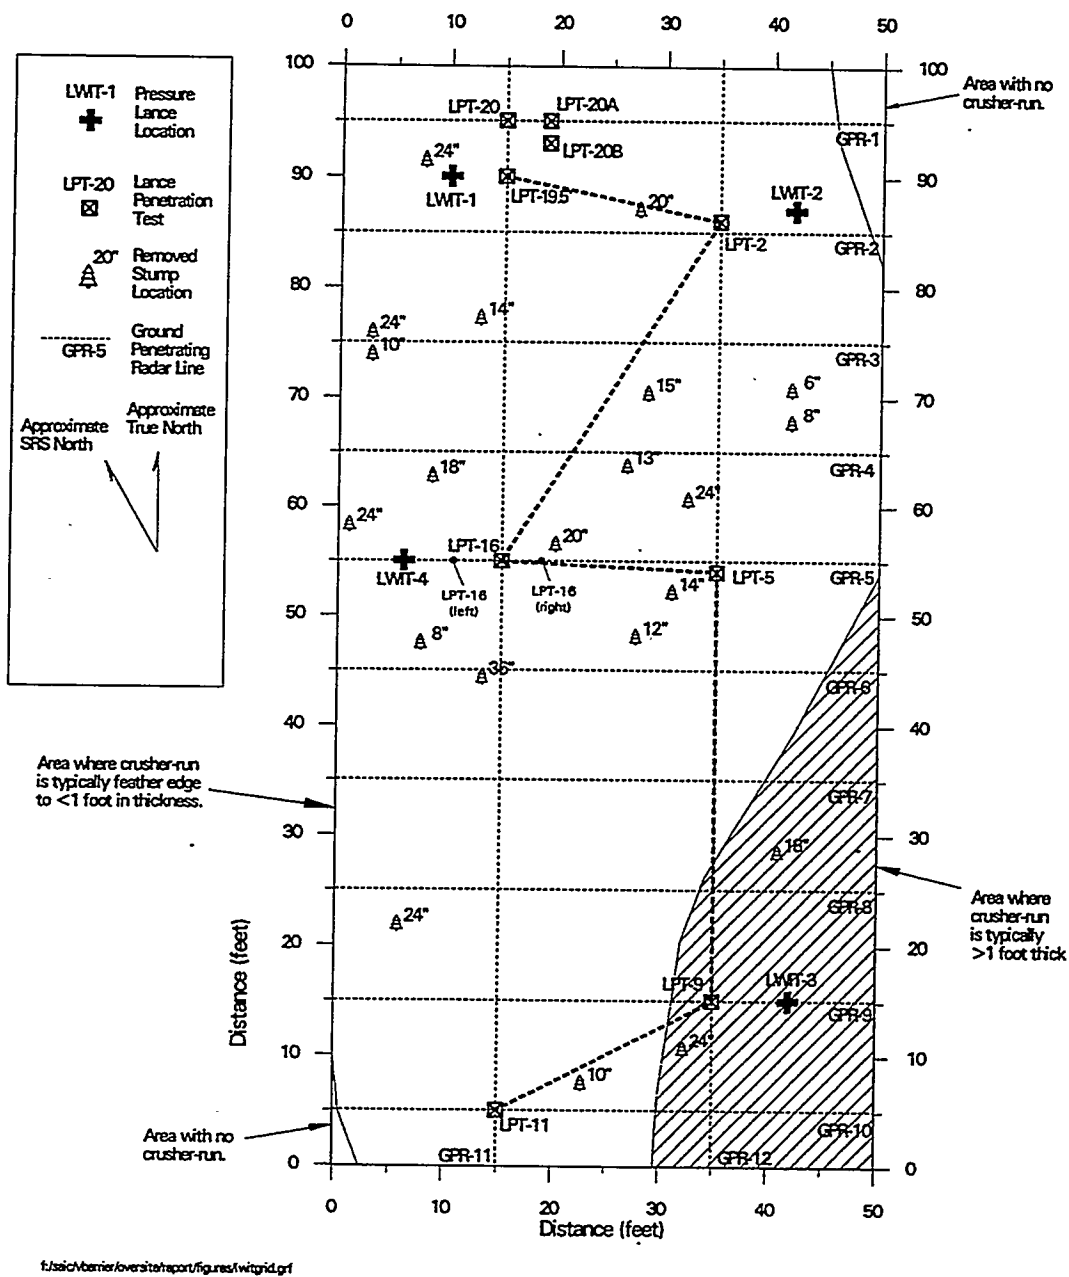 0 10 20 30 40 50
LWIT-1 Pressure
Lance
Location
LPT-20 Lance
Penetration
Test
20" Removed
Stump
Location
GPR-5 Ground
Penetrating
Radar Line
Approximate
SRS North
Approximate
True North
100
90
80
70
60
50
40
30
20
10
0
Distance (feet)
LPT-20
LPT-20A
LPT-20B
24"
LWIT-1
LPT-19.5
20"
LWIT-2
LPT-2
GPR-1
GPR-2
24"
14"
10"
GPR-3
15"
6"
8"
18"
13"
GPR-4
24"
24"
LPT-16
20"
LWIT-4
LPT-16
(left)
LPT-16
(right)
14"
LPT-5
GPR-5
8"
12"
36"
GPR-6
GPR-7
18"
GPR-8
24"
LPT-9
LWIT-3
GPR-9
24"
10"
LPT-11
GPR-10
GPR-11
GPR-12
100
90
80
70
60
50
40
30
20
10
0
Area with no
crusher-run.
Area where crusher-run
is typically feather edge
to <1 foot in thickness.
Area where
crusher-run
is typically
>1 foot thick
Area with no
crusher-run.
0 10 20 30 40 50
Distance (feet)
f:/saic/vbarrier/oversite/report/figures/lwitgrid.grf